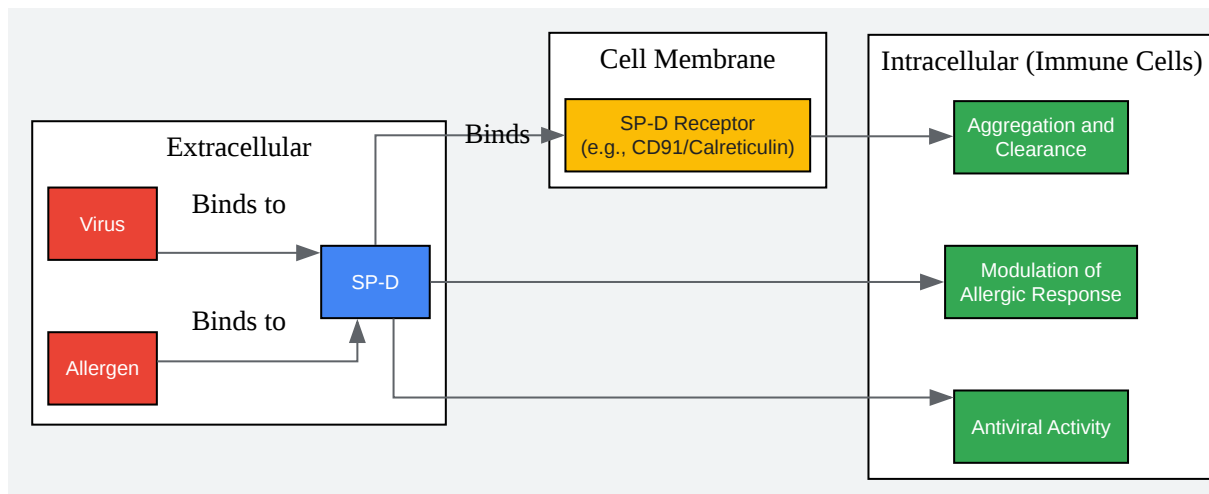 Cell Membrane
Intracellular (Immune Cells)
Binds
SP-D Receptor
(e.g., CD91/Calreticulin)
Aggregation and
Clearance
Extracellular
Virus
Binds to
SP-D
Modulation of
Allergic Response
Binds to
Allergen
Antiviral Activity